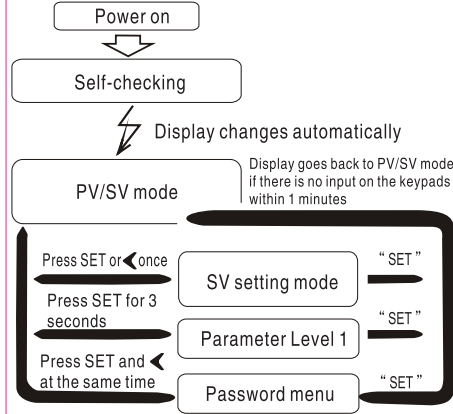 Power on
Self-checking
Display changes automatically
Display goes back to PV/SV mode
if there is no input on the keypads
within 1 minutes
PV/SV mode
Press SET or ≺ once
SV setting mode
“ SET ”
Press SET for 3
seconds
Parameter Level 1
“ SET ”
Press SET and ≺
at the same time
Password menu
“ SET ”